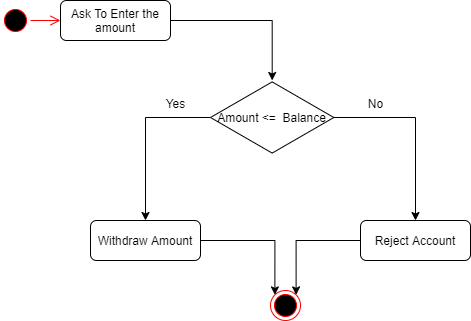 Ask To Enter the
amount
Amount <= Balance
Yes
No
Withdraw Amount
Reject Account